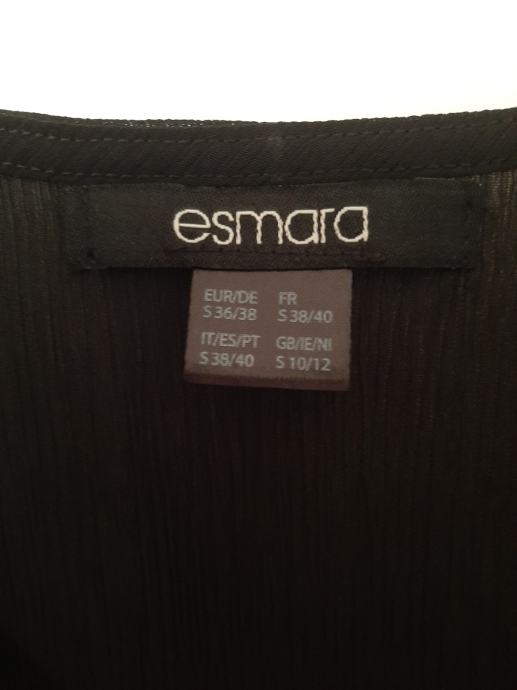 esmara
EUR/DE FR
S 36/38 S 38/40
IT/ES/PT GB/IE/NI
S 38/40 S 10/12